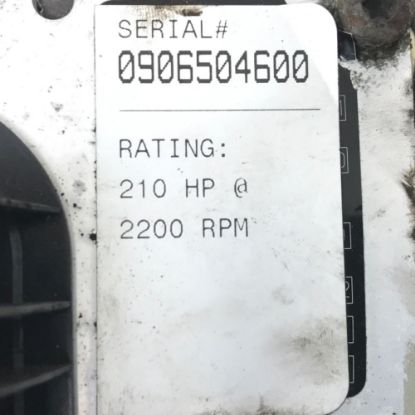 SERIAL#
0906504600
RATING:
210 HP @
2200 RPM